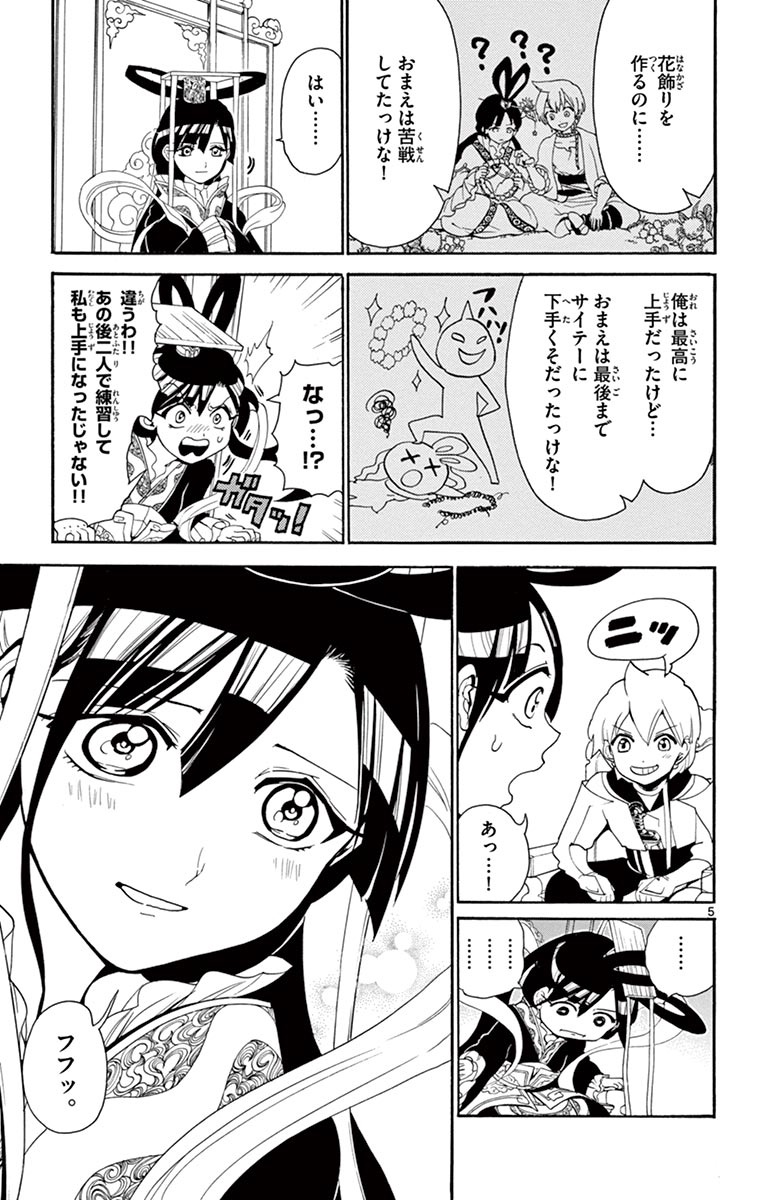 花飾りを
作るのに……
？？？
おまえは苦戦
してたっけな！
はい……
俺は最高に
上手だったけど…
おまえは最後まで
サイテーに
下手くそだったっけな！
フハッ
なっ…!?
ガタッ！
違うわ!!
あの後二人で練習して
私も上手になったじゃない!!
ニッ
あっ…！
5
……
……
……
フフッ。